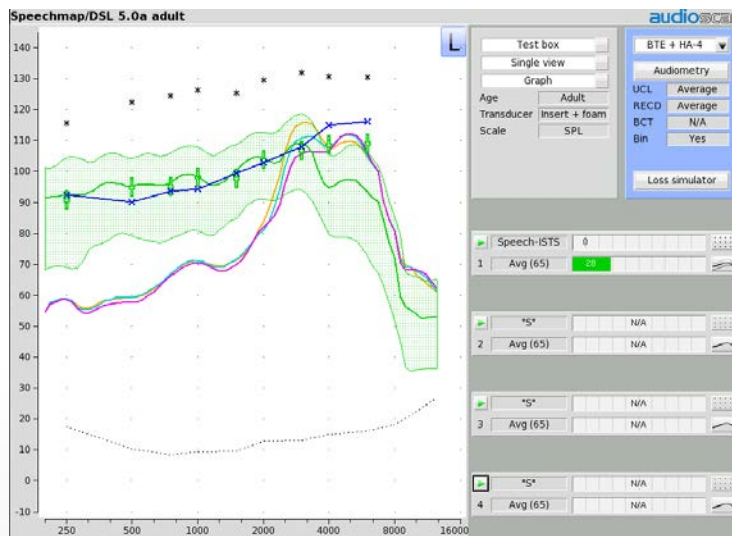 Speechmap/DSL 5.0a adult
audiosca
L
140
130
120
110
100
90
80
70
60
50
40
30
20
10
0
-10
250
500
1000
2000
4000
8000
16000
Test box
Single view
Graph
Age Adult
Transducer Insert + foam
Scale SPL
BTE + HA-4
Audiometry
UCL Average
RECD Average
BCT N/A
Bin Yes
Loss simulator
Speech-ISTS 0
1 Avg (65) 28
"S" N/A
2 Avg (65)
"S" N/A
3 Avg (65)
"S" N/A
4 Avg (65)